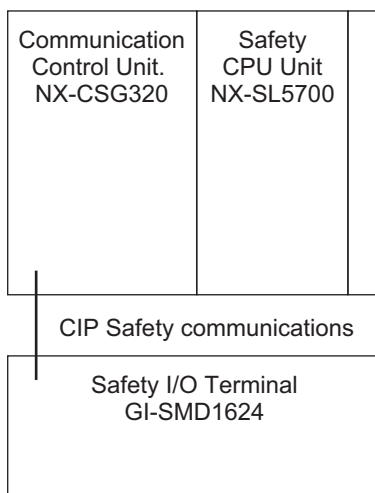 Communication
Control Unit.
NX-CSG320
Safety
CPU Unit
NX-SL5700
CIP Safety communications
Safety I/O Terminal
GI-SMD1624